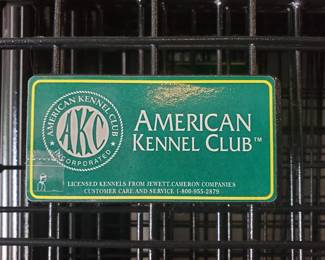 AMERICAN KENNEL CLUB
AKC
INCORPORATED
AMERICAN
KENNEL CLUB™
LICENSED KENNELS FROM JEWETT.CAMERON COMPANIES
CUSTOMER CARE AND SERVICE 1-800-955-2879